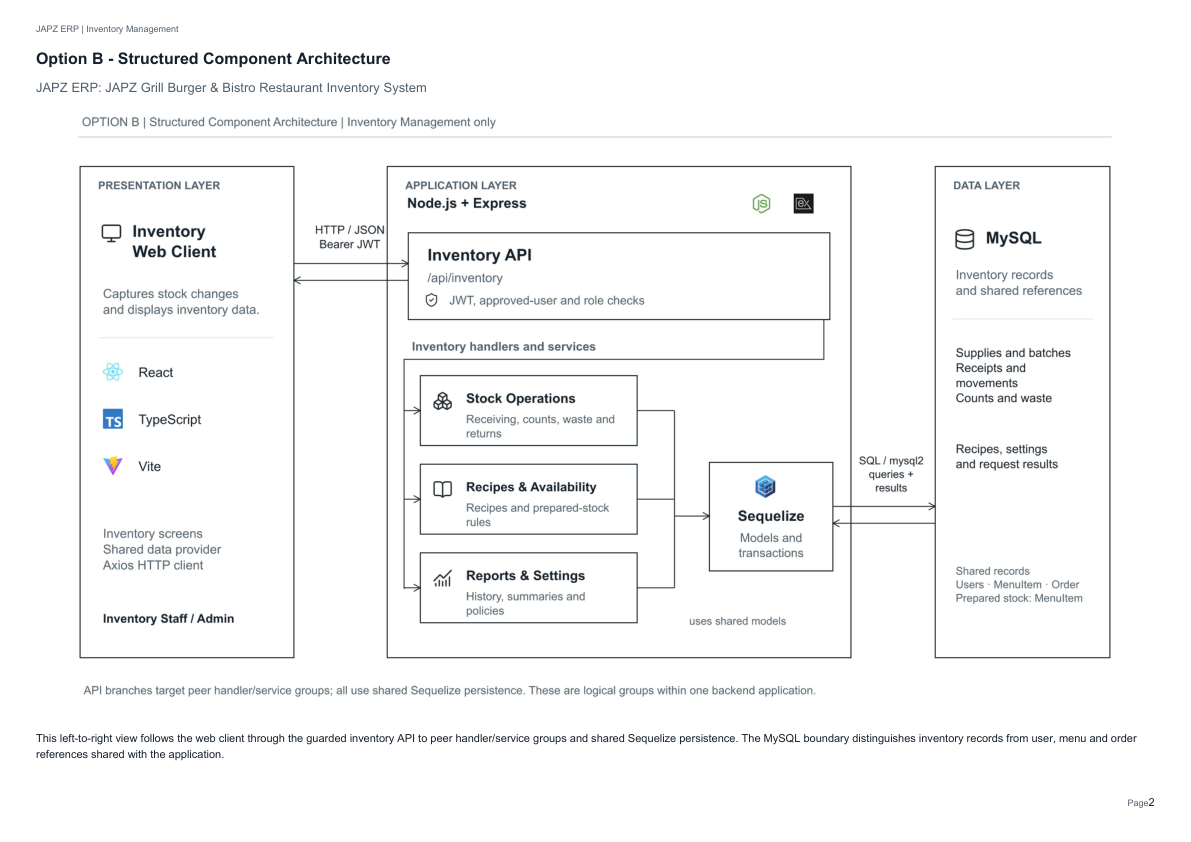 JAPZ ERP | Inventory Management
Option B - Structured Component Architecture
JAPZ ERP: JAPZ Grill Burger & Bistro Restaurant Inventory System
OPTION B | Structured Component Architecture | Inventory Management only
PRESENTATION LAYER
Inventory
Web Client
Captures stock changes
and displays inventory data.
React
TS
TypeScript
Vite
Inventory screens
Shared data provider
Axios HTTP client
Inventory Staff / Admin
HTTP / JSON
Bearer JWT
APPLICATION LAYER
Node.js + Express
JS
ex
Inventory API
/api/inventory
JWT, approved-user and role checks
Inventory handlers and services
Stock Operations
Receiving, counts, waste and
returns
Recipes & Availability
Recipes and prepared-stock
rules
Reports & Settings
History, summaries and
policies
Sequelize
Models and
transactions
uses shared models
SQL / mysql2
queries +
results
DATA LAYER
MySQL
Inventory records
and shared references
Supplies and batches
Receipts and
movements
Counts and waste
Recipes, settings
and request results
Shared records
Users · MenuItem · Order
Prepared stock: MenuItem
API branches target peer handler/service groups; all use shared Sequelize persistence. These are logical groups within one backend application.
This left-to-right view follows the web client through the guarded inventory API to peer handler/service groups and shared Sequelize persistence. The MySQL boundary distinguishes inventory records from user, menu and order
references shared with the application.
Page2